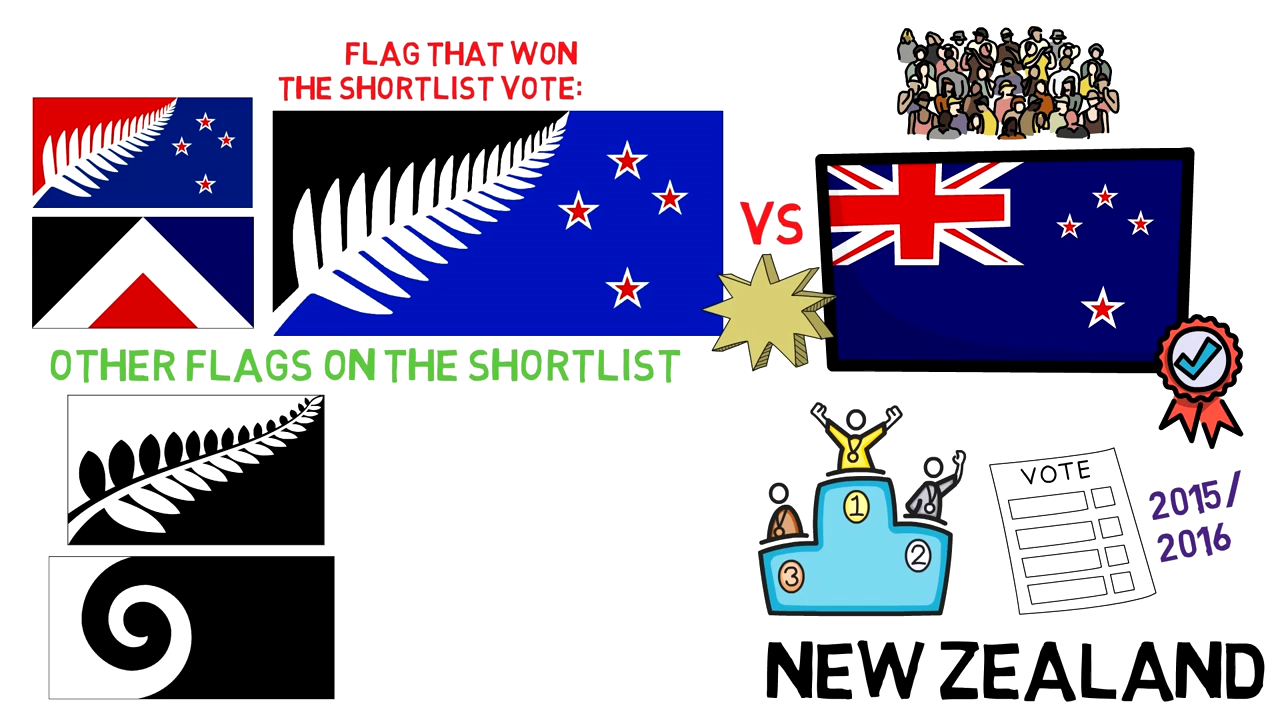 FLAG THAT WON
THE SHORTLIST VOTE:
VS
OTHER FLAGS ON THE SHORTLIST
1
2
3
VOTE
2015/
2016
NEW ZEALAND